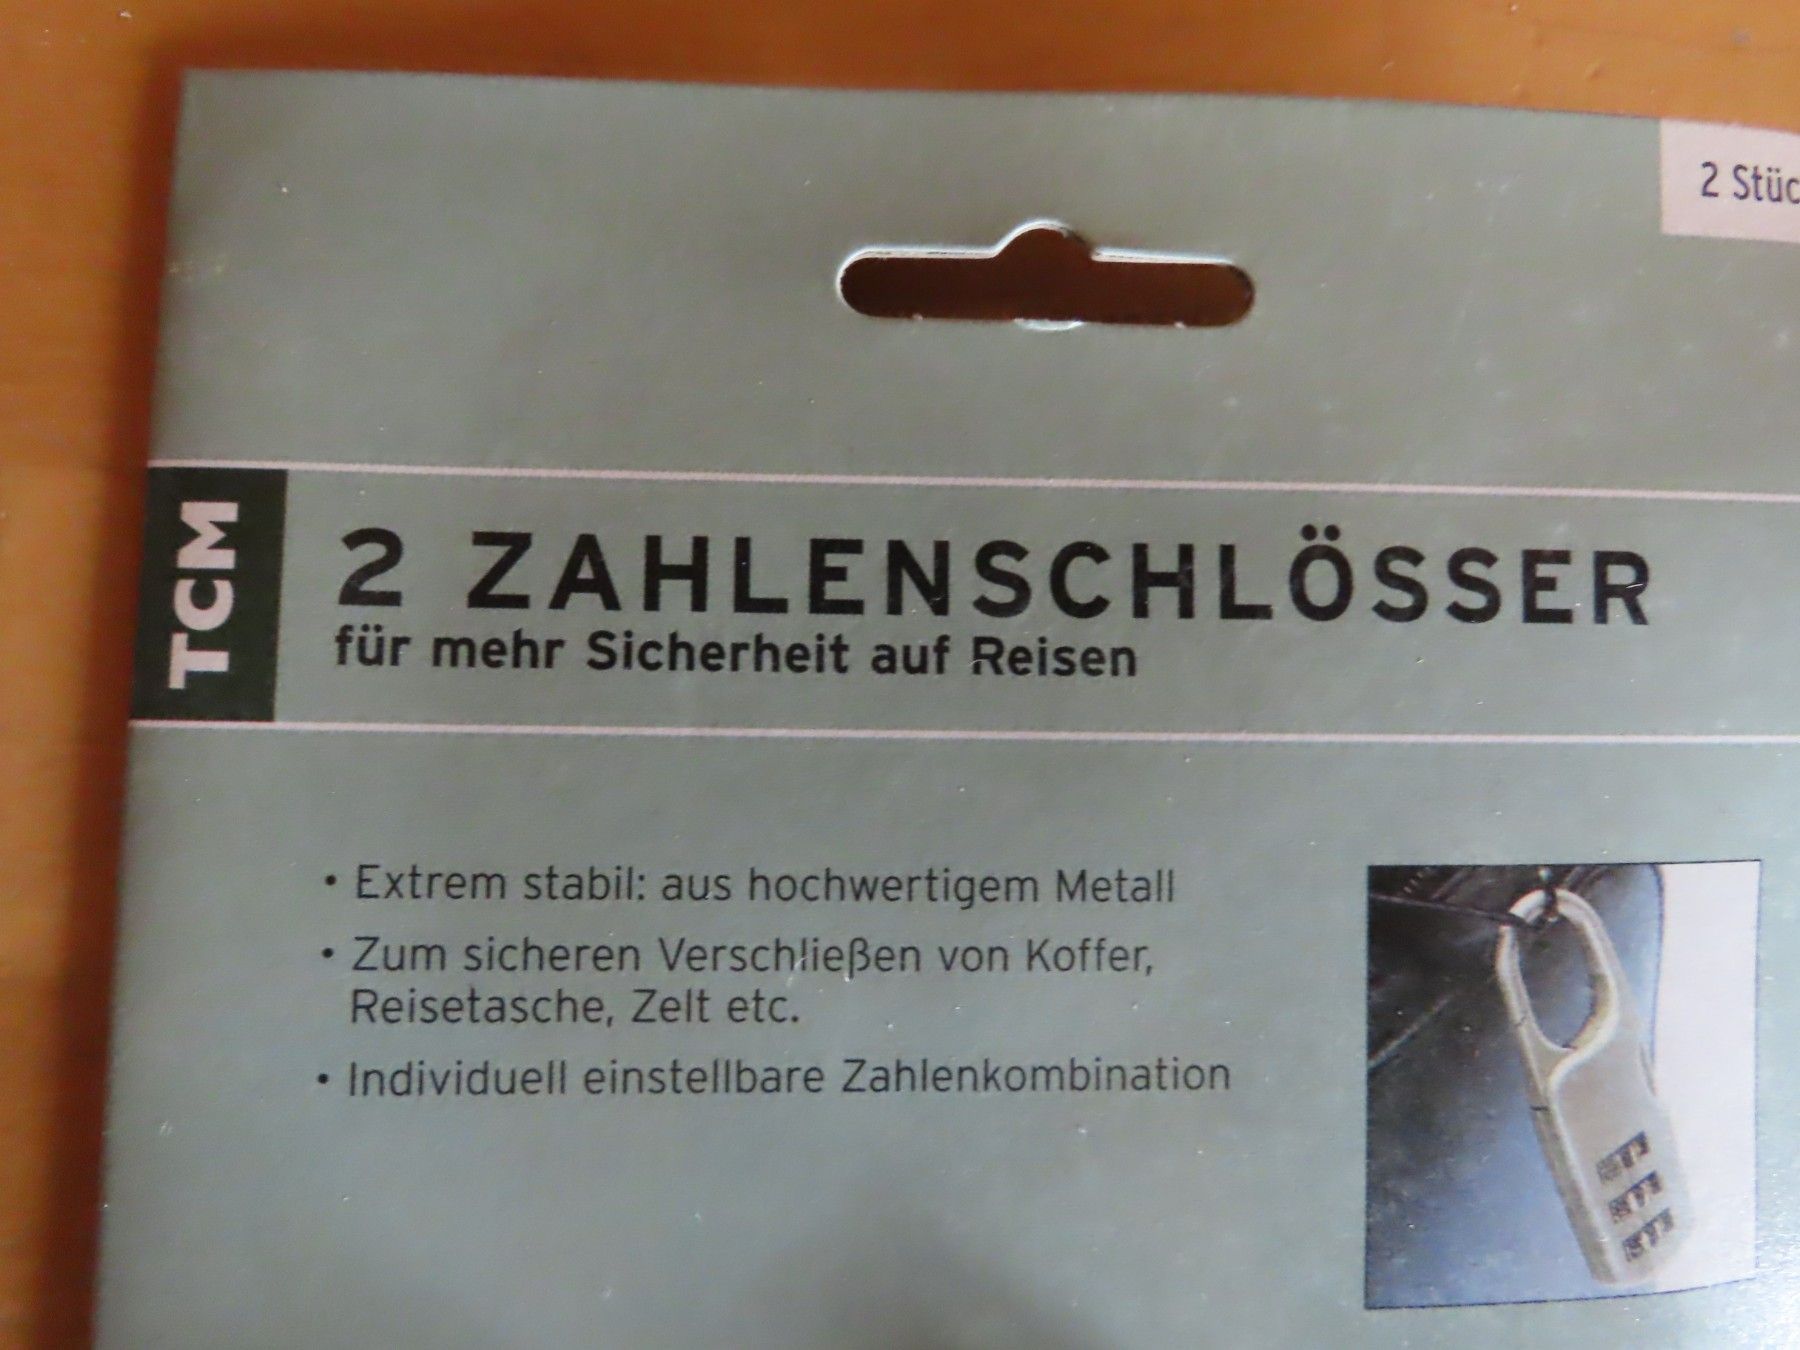 2 Stüc
TCM
2 ZAHLENSCHLÖSSER
für mehr Sicherheit auf Reisen
• Extrem stabil: aus hochwertigem Metall
• Zum sicheren Verschließen von Koffer,
Reisetasche, Zelt etc.
• Individuell einstellbare Zahlenkombination